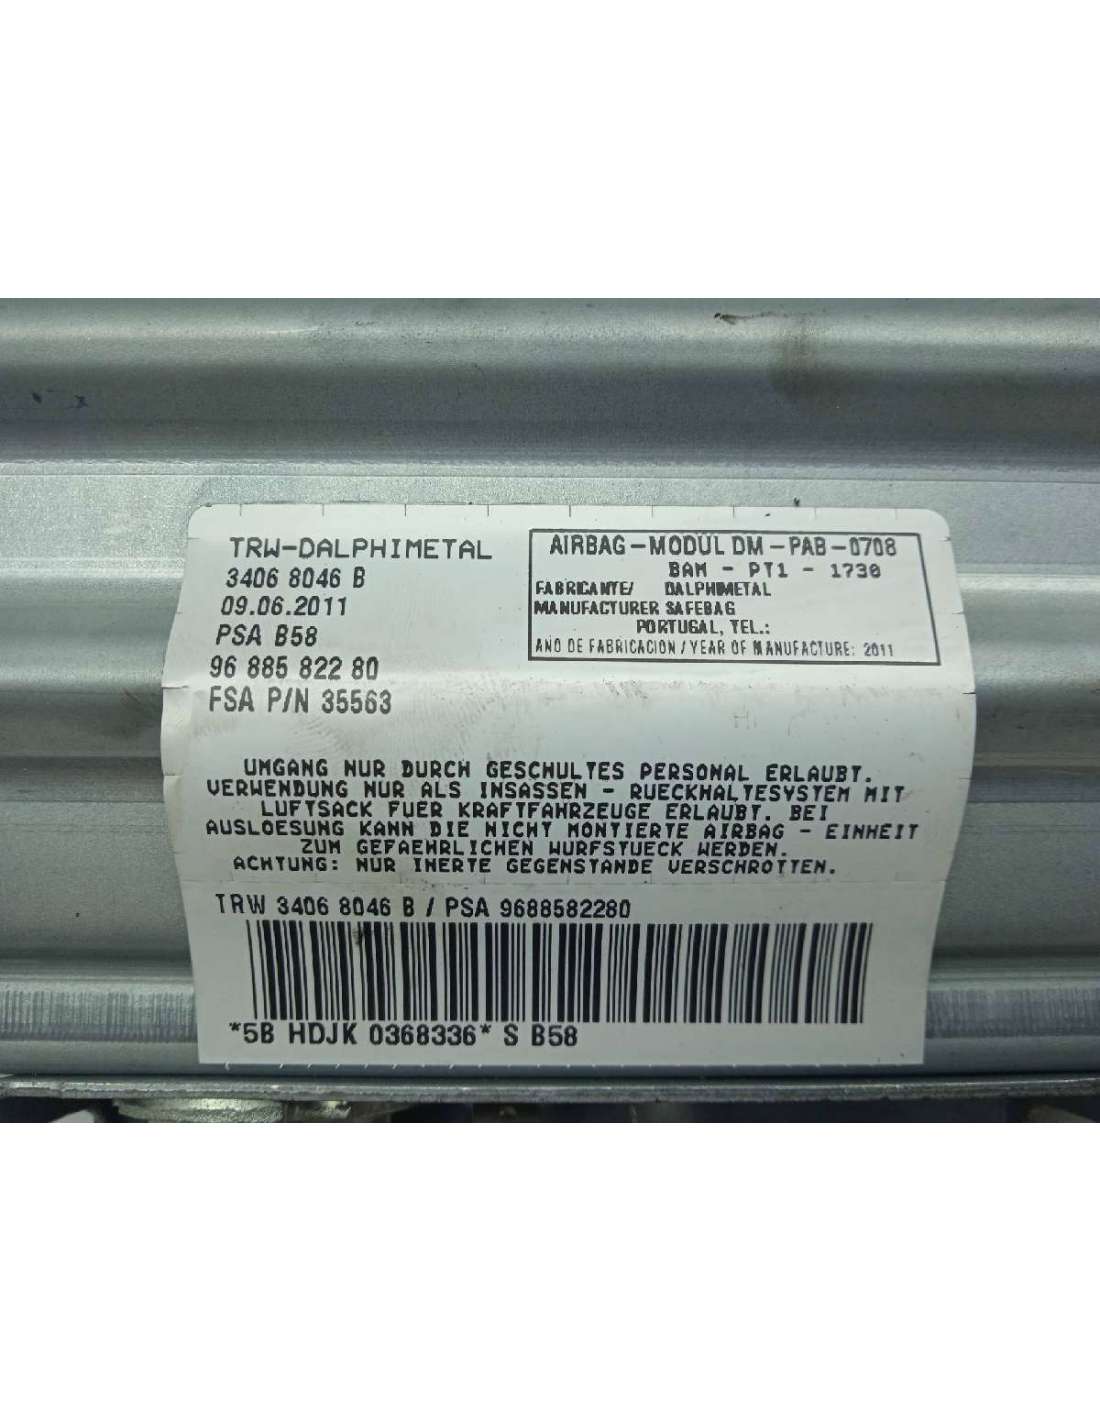 TRW-DALPHIMETAL
3406 8046 B
09.06.2011
PSA B58
96 885 822 80
FSA P/N 35563
AIRBAG-MODUL DM-PAB-0708
BAM - PT1 - 1730
FABRICANTE/ DALPHIMETAL
MANUFACTURER SAFEBAG
PORTUGAL, TEL.:
ANO DE FABRICACION / YEAR OF MANUFACTURE: 2011
UMGANG NUR DURCH GESCHULTES PERSONAL ERLAUBT.
VERWENDUNG NUR ALS INSASSEN - RUECKHALTESYSTEM MIT
LUFTSACK FUER KRAFTFAHRZEUGE ERLAUBT. BEI
AUSLOESUNG KANN DIE NICHT MONTIERTE AIRBAG - EINHEIT
ZUM GEFAEHRLICHEN WURFSTUECK WERDEN.
ACHTUNG: NUR INERTE GEGENSTANDE VERSCHROTTEN.
TRW 3406 8046 B / PSA 9688582280
*5B HDJK 0368336* S B58